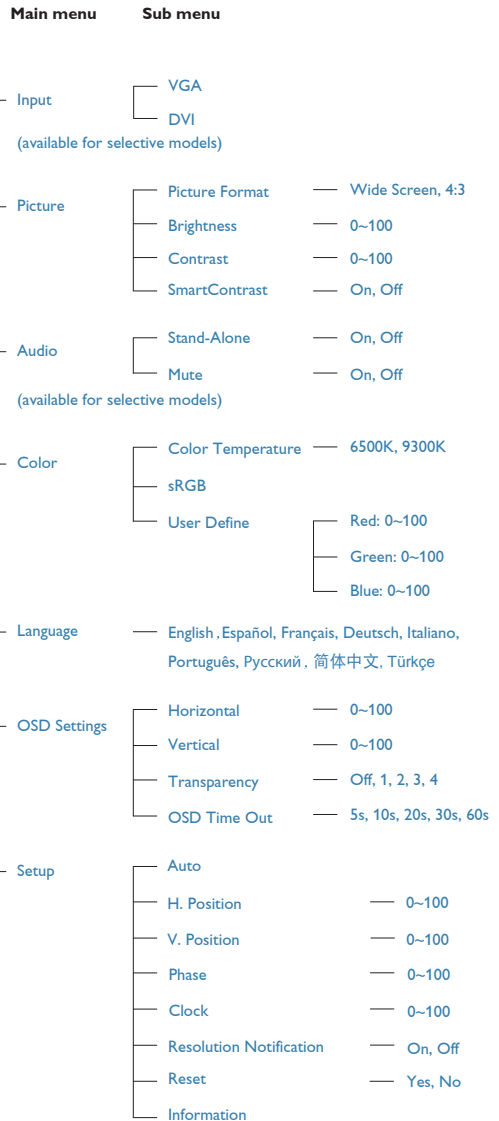 Main menu Sub menu
VGA
Input
DVI
(available for selective models)
Picture Format Wide Screen, 4:3
Picture
Brightness 0~100
Contrast 0~100
SmartContrast On, Off
Stand-Alone On, Off
Audio
Mute On, Off
(available for selective models)
Color Temperature 6500K, 9300K
Color
sRGB
User Define Red: 0~100
Green: 0~100
Blue: 0~100
Language English , Español, Français, Deutsch, Italiano,
Português, Русский , 简体中文, Türkçe
Horizontal 0~100
OSD Settings
Vertical 0~100
Transparency Off, 1, 2, 3, 4
OSD Time Out 5s, 10s, 20s, 30s, 60s
Auto
Setup
H. Position 0~100
V. Position 0~100
Phase 0~100
Clock 0~100
Resolution Notification On, Off
Reset Yes, No
Information